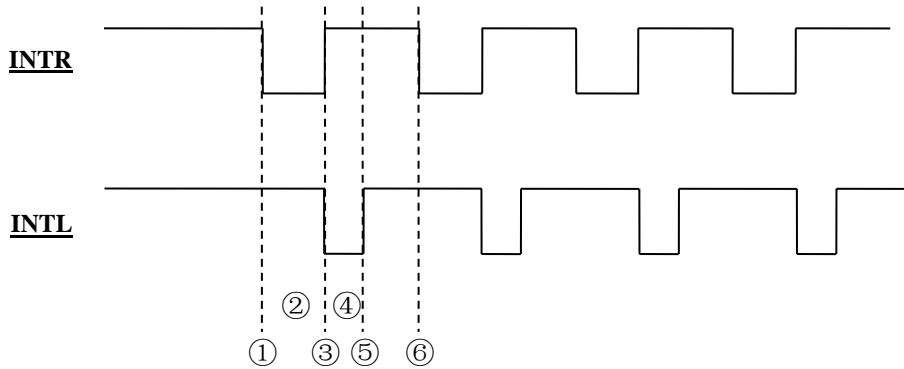 INTR
INTL
② ④
① ③ ⑤ ⑥